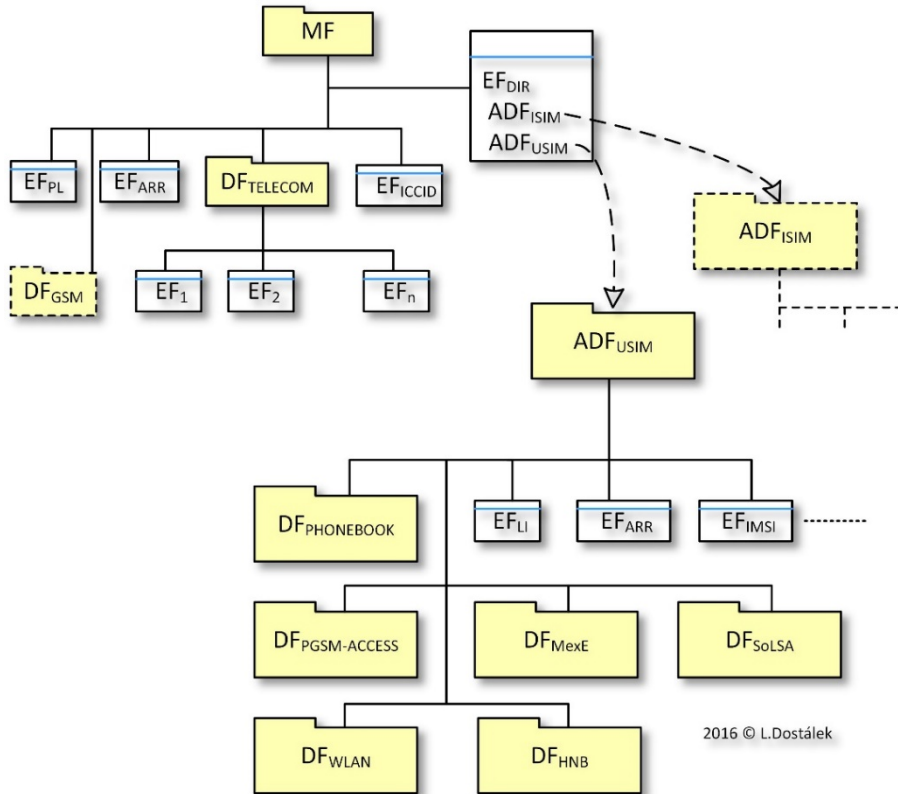 MF
EFDIR
ADFISIM
ADFUSIM
EFPL
EFARR
DFTELECOM
EFICCID
ADFISIM
DFGSM
EF1
EF2
EFn
ADFUSIM
DFPHONEBOOK
EFLI
EFARR
EFIMSI
DFPGSM-ACCESS
DFMexE
DFSoLSA
DFWLAN
DFHNB
2016 © L.Dostálek